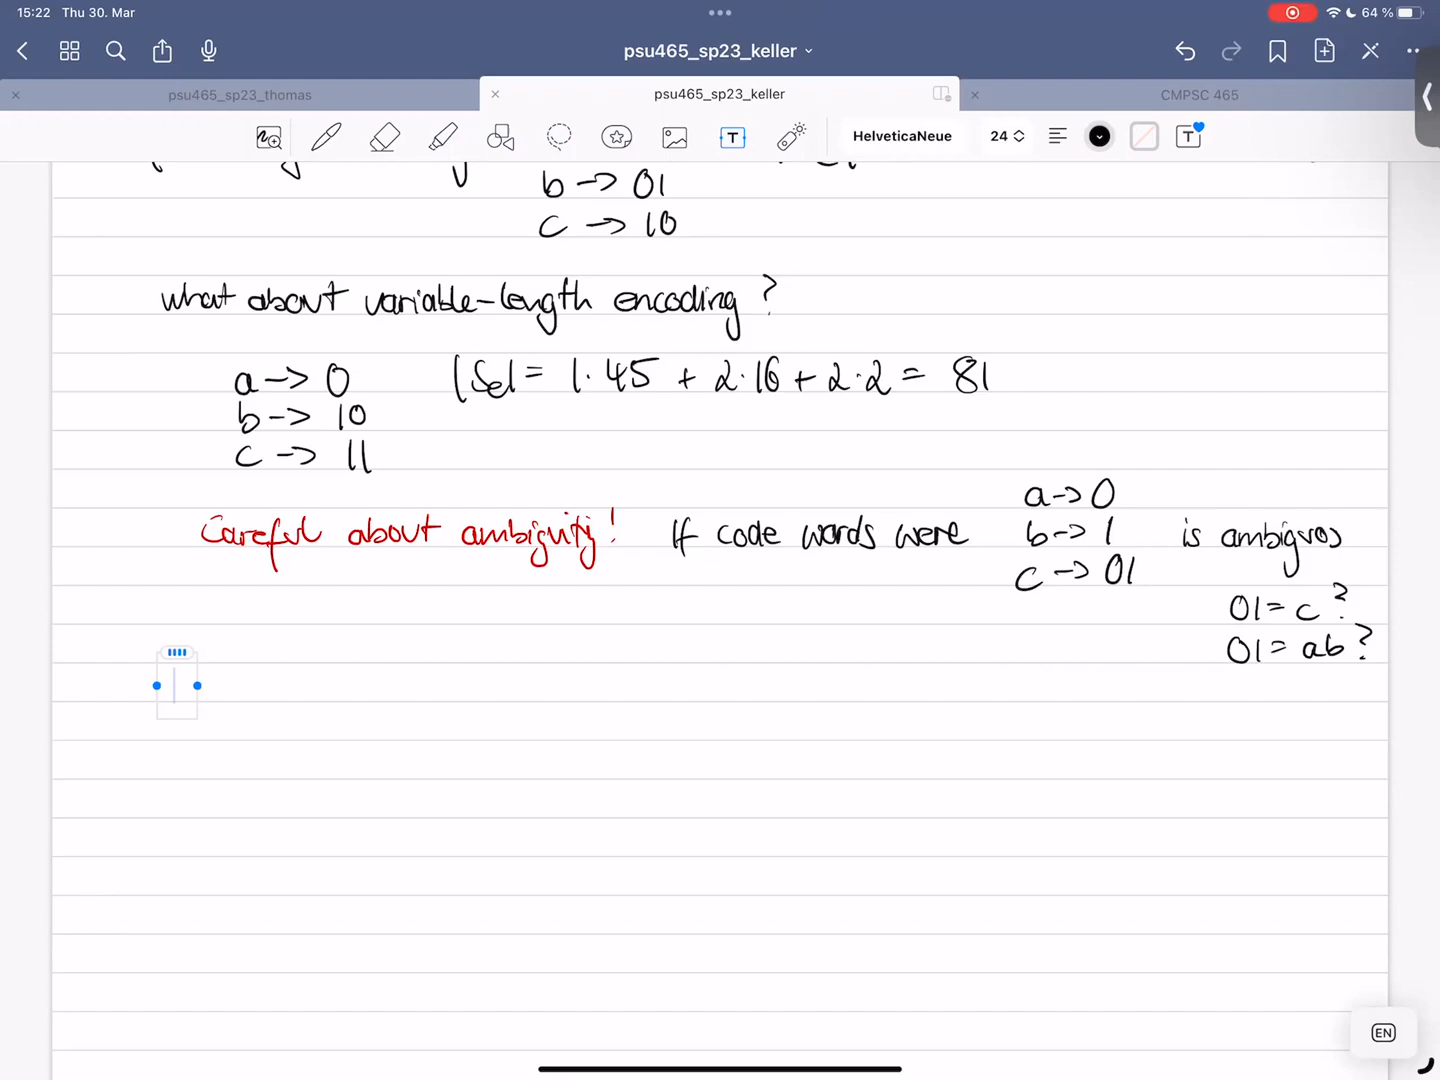 15:22 Thu 30. Mar
64 %
psu465_sp23_keller
psu465_sp23_thomas
psu465_sp23_keller
CMPSC 465
T
HelveticaNeue
24
T
b -> 01
c -> 10
what about variable-length encoding?
a -> 0
|Se| = 1·45 + 2·16 + 2·2 = 81
b -> 10
c -> 11
Careful about ambiguity! If code words were
a -> 0
b -> 1
c -> 01
is ambigvos
01 = c?
01 = ab?
EN